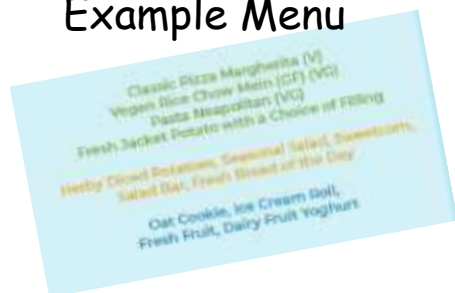 Example Menu
Classic Pizza Margherita (V)
Vegan Rice Chow Mein (GF) (VG)
Pasta Neapolitan (VG)
Fresh Jacket Potato with a Choice of Filling
Herby Diced Potatoes, Seasonal Salad, Sweetcorn,
Salad Bar, Fresh Bread of the Day
Oat Cookie, Ice Cream Roll,
Fresh Fruit, Dairy Fruit Yoghurt